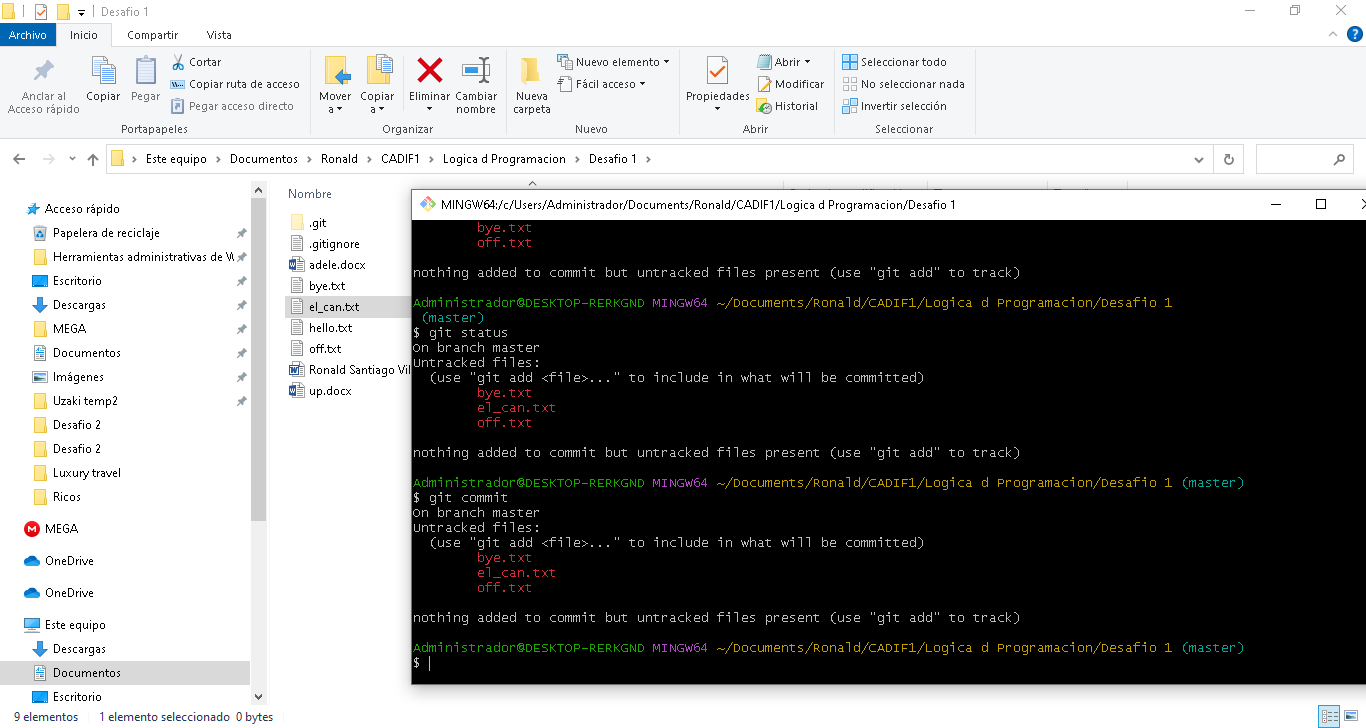 Desafio 1
Archivo
Inicio
Compartir
Vista
Anclar al
Acceso rápido
Copiar
Pegar
Cortar
Copiar ruta de acceso
Pegar acceso directo
Portapapeles
Mover
a
Copiar
a
Eliminar
Cambiar
nombre
Organizar
Nueva
carpeta
Nuevo elemento
Fácil acceso
Nuevo
Propiedades
Abrir
Modificar
Historial
Abrir
Seleccionar todo
No seleccionar nada
Invertir selección
Seleccionar
Este equipo > Documentos > Ronald > CADIF1 > Logica d Programacion > Desafio 1 >
Acceso rápido
Papelera de reciclaje
Herramientas administrativas de W
Escritorio
Descargas
MEGA
Documentos
Imágenes
Uzaki temp2
Desafio 2
Desafio 2
Luxury travel
Ricos
MEGA
OneDrive
OneDrive
Este equipo
Descargas
Documentos
Escritorio
Nombre
.git
.gitignore
adele.docx
bye.txt
el_can.txt
hello.txt
off.txt
Ronald Santiago Vil
up.docx
MINGW64:/c/Users/Administrador/Documents/Ronald/CADIF1/Logica d Programacion/Desafio 1
bye.txt
off.txt
nothing added to commit but untracked files present (use "git add" to track)
Administrador@DESKTOP-RERKGND MINGW64 ~/Documents/Ronald/CADIF1/Logica d Programacion/Desafio 1
(master)
$ git status
On branch master
Untracked files:
(use "git add <file>..." to include in what will be committed)
bye.txt
el_can.txt
off.txt
nothing added to commit but untracked files present (use "git add" to track)
Administrador@DESKTOP-RERKGND MINGW64 ~/Documents/Ronald/CADIF1/Logica d Programacion/Desafio 1 (master)
$ git commit
On branch master
Untracked files:
(use "git add <file>..." to include in what will be committed)
bye.txt
el_can.txt
off.txt
nothing added to commit but untracked files present (use "git add" to track)
Administrador@DESKTOP-RERKGND MINGW64 ~/Documents/Ronald/CADIF1/Logica d Programacion/Desafio 1 (master)
$
9 elementos
1 elemento seleccionado 0 bytes